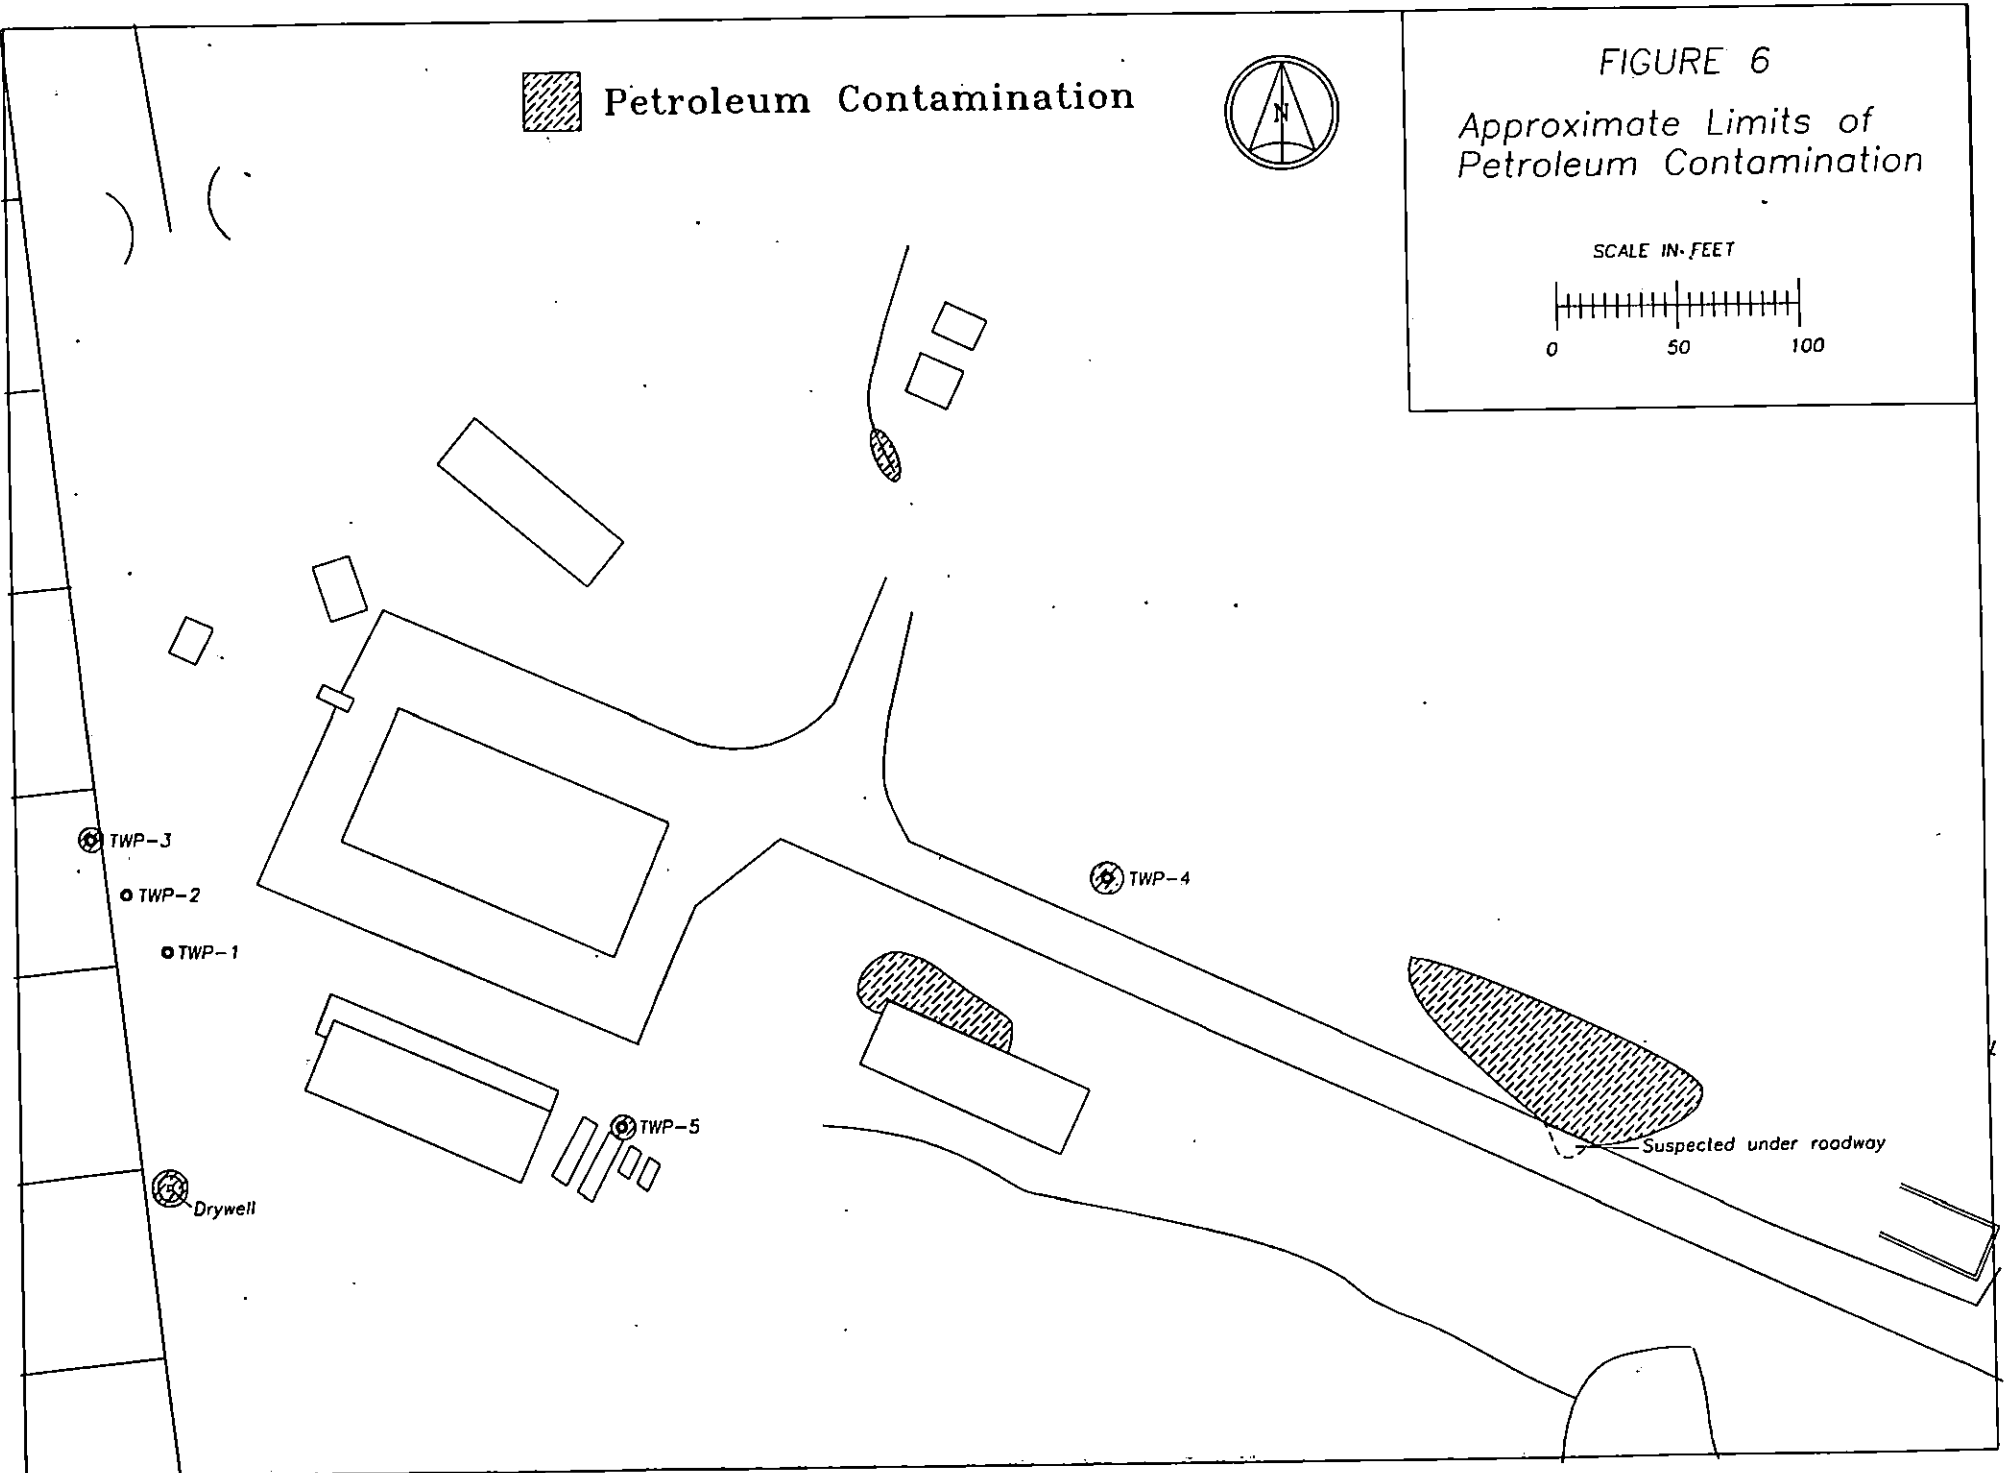 Petroleum Contamination
N
FIGURE 6
Approximate Limits of
Petroleum Contamination
SCALE IN FEET
0 50 100
TWP-3
TWP-2
TWP-1
TWP-4
TWP-5
Suspected under roadway
Drywell